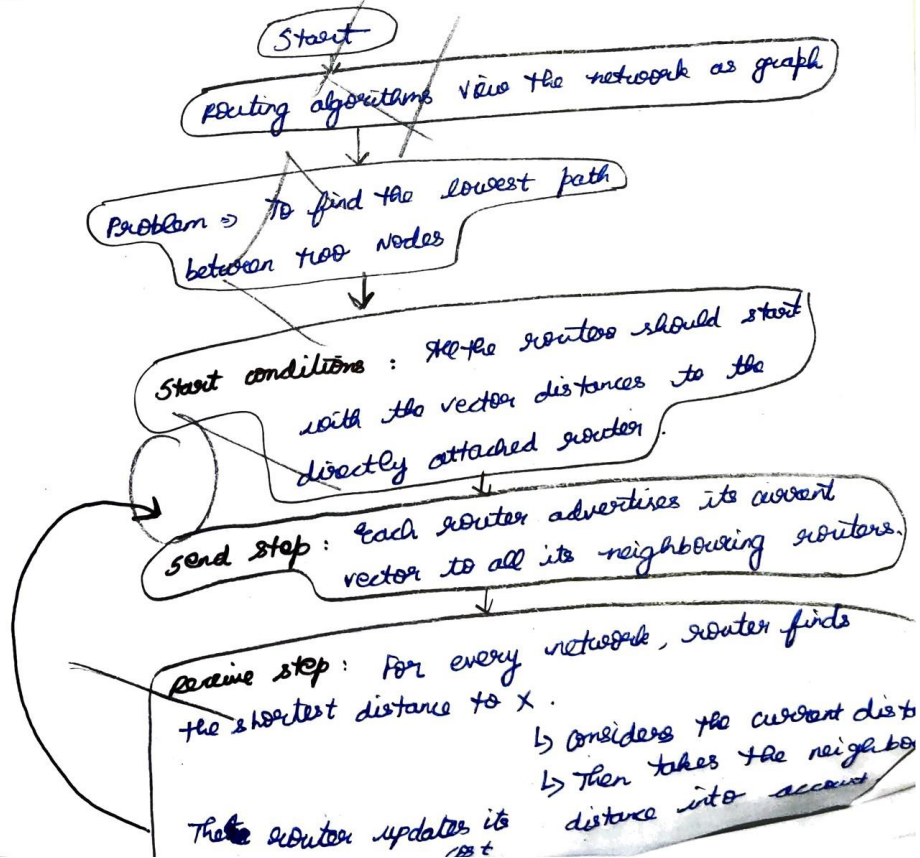 Start
Routing algorithms view the network as graph
Problem ⇒ To find the lowest path
between two Nodes
Start conditions : All the routers should start
with the vector distances to the
directly attached router.
Send step : Each router advertises its current
vector to all its neighbouring routers.
Receive step : For every network, router finds
the shortest distance to X .
↳ considers the current dist
↳ Then takes the neighbo
distance into account
The router updates its
cost